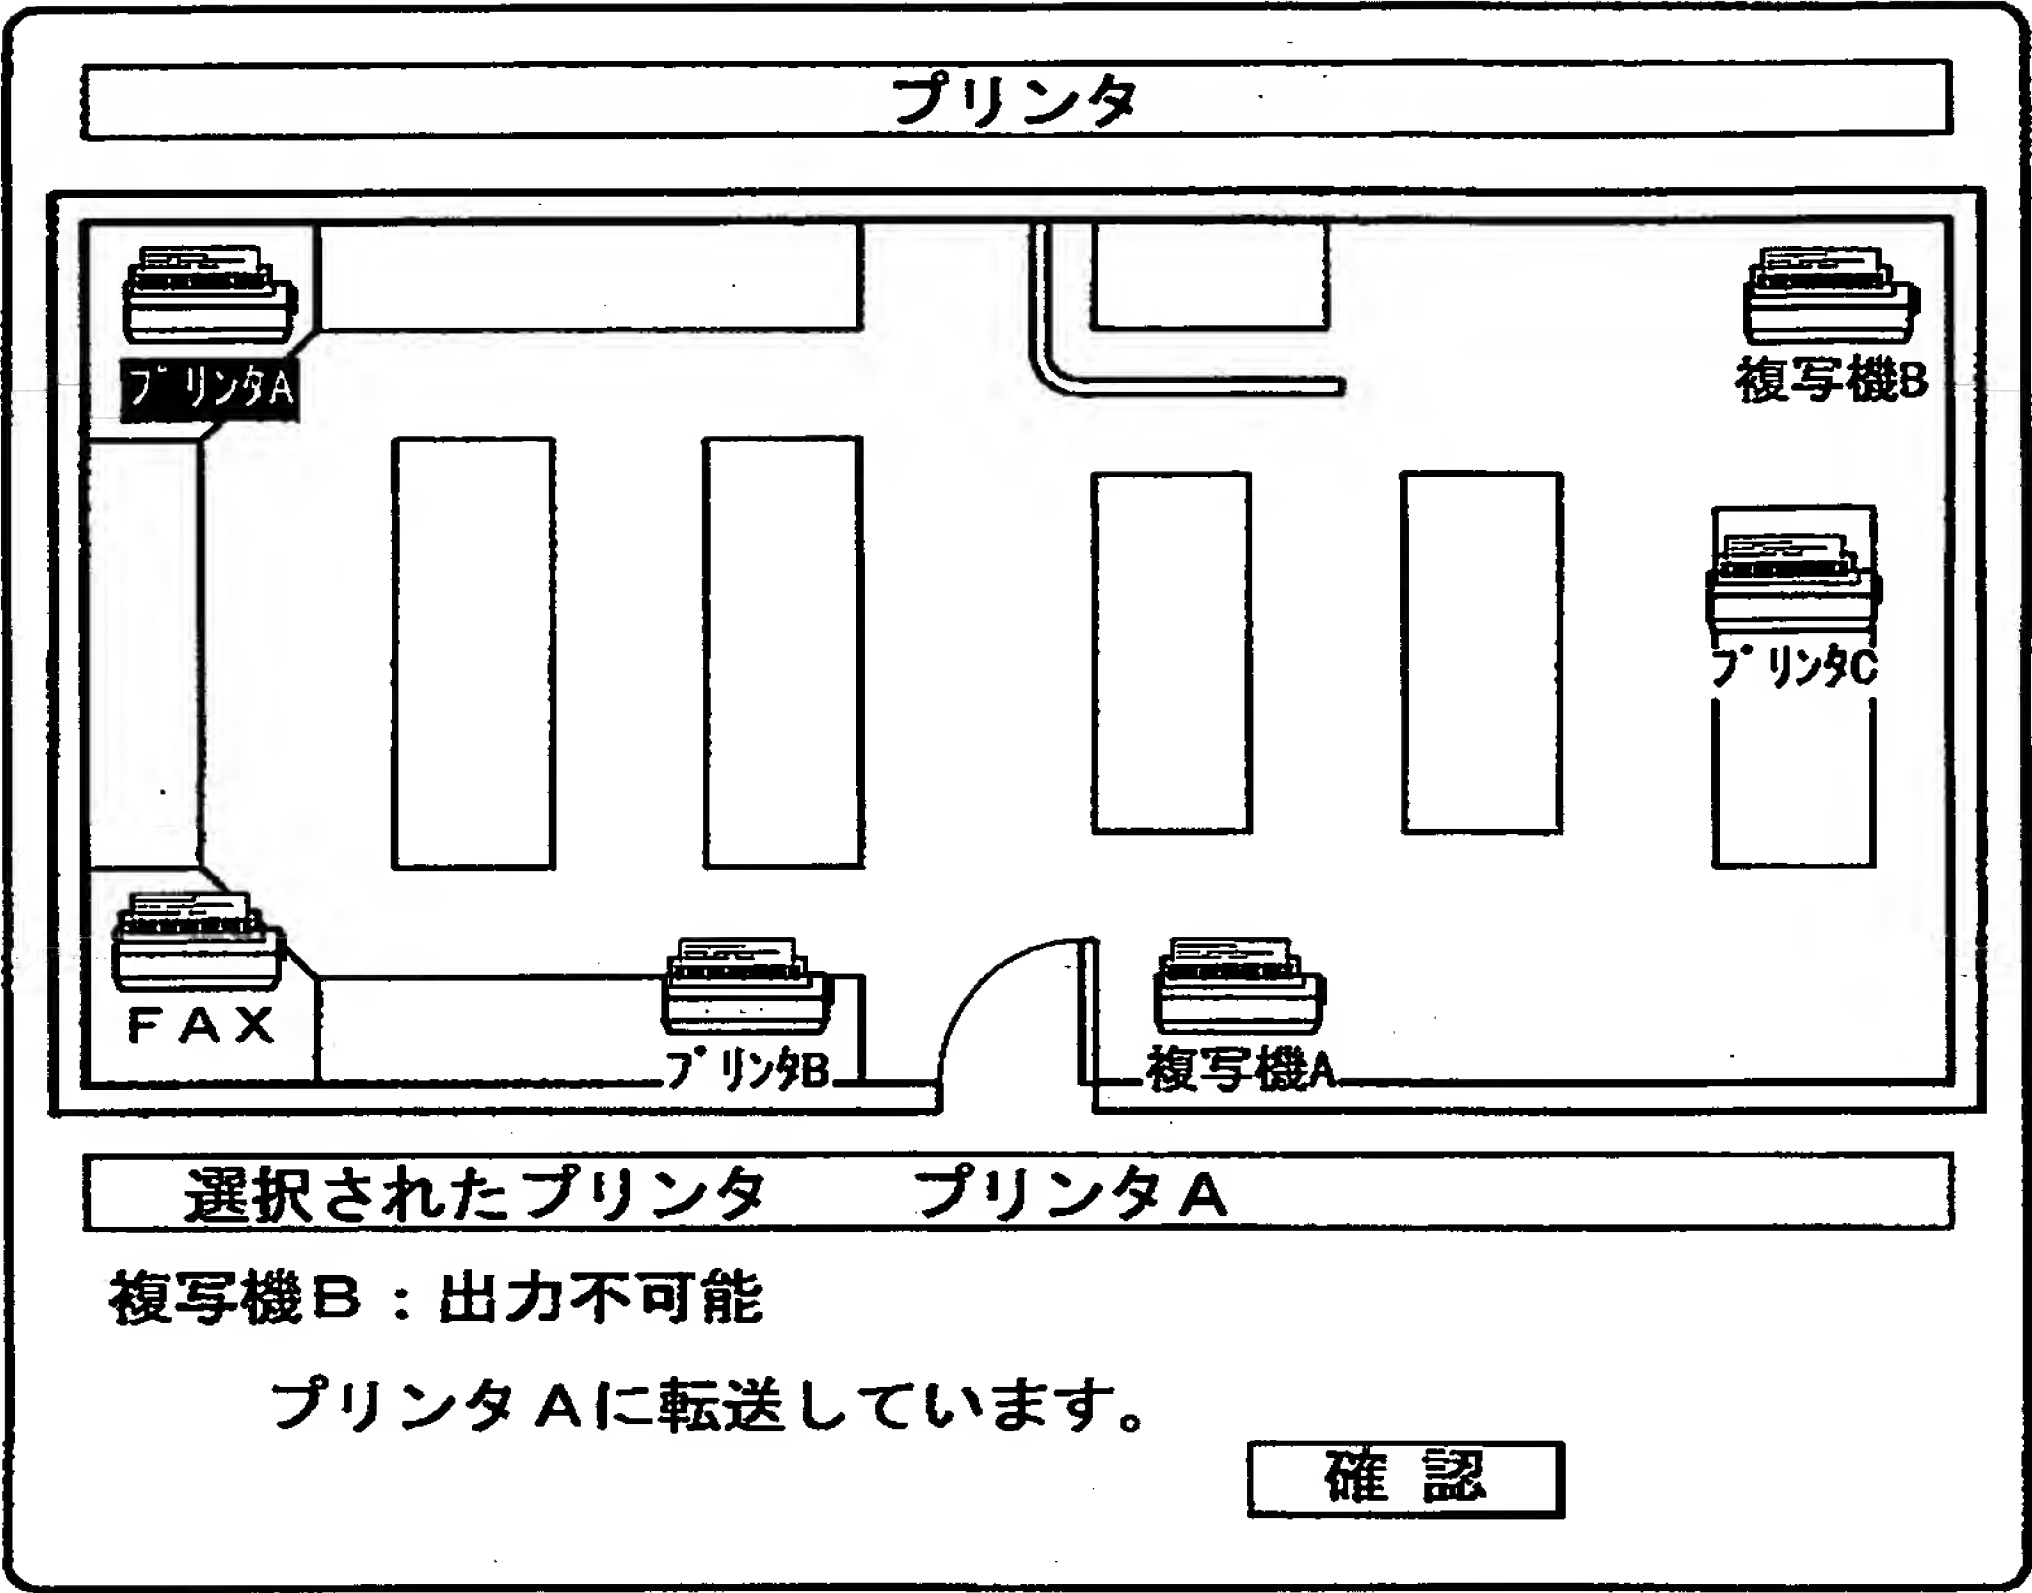 プリンタ
プリンタA
複写機B
プリンタC
FAX
プリンタB
複写機A
選択されたプリンタ　プリンタA
複写機B：出力不可能
プリンタAに転送しています。
確 認